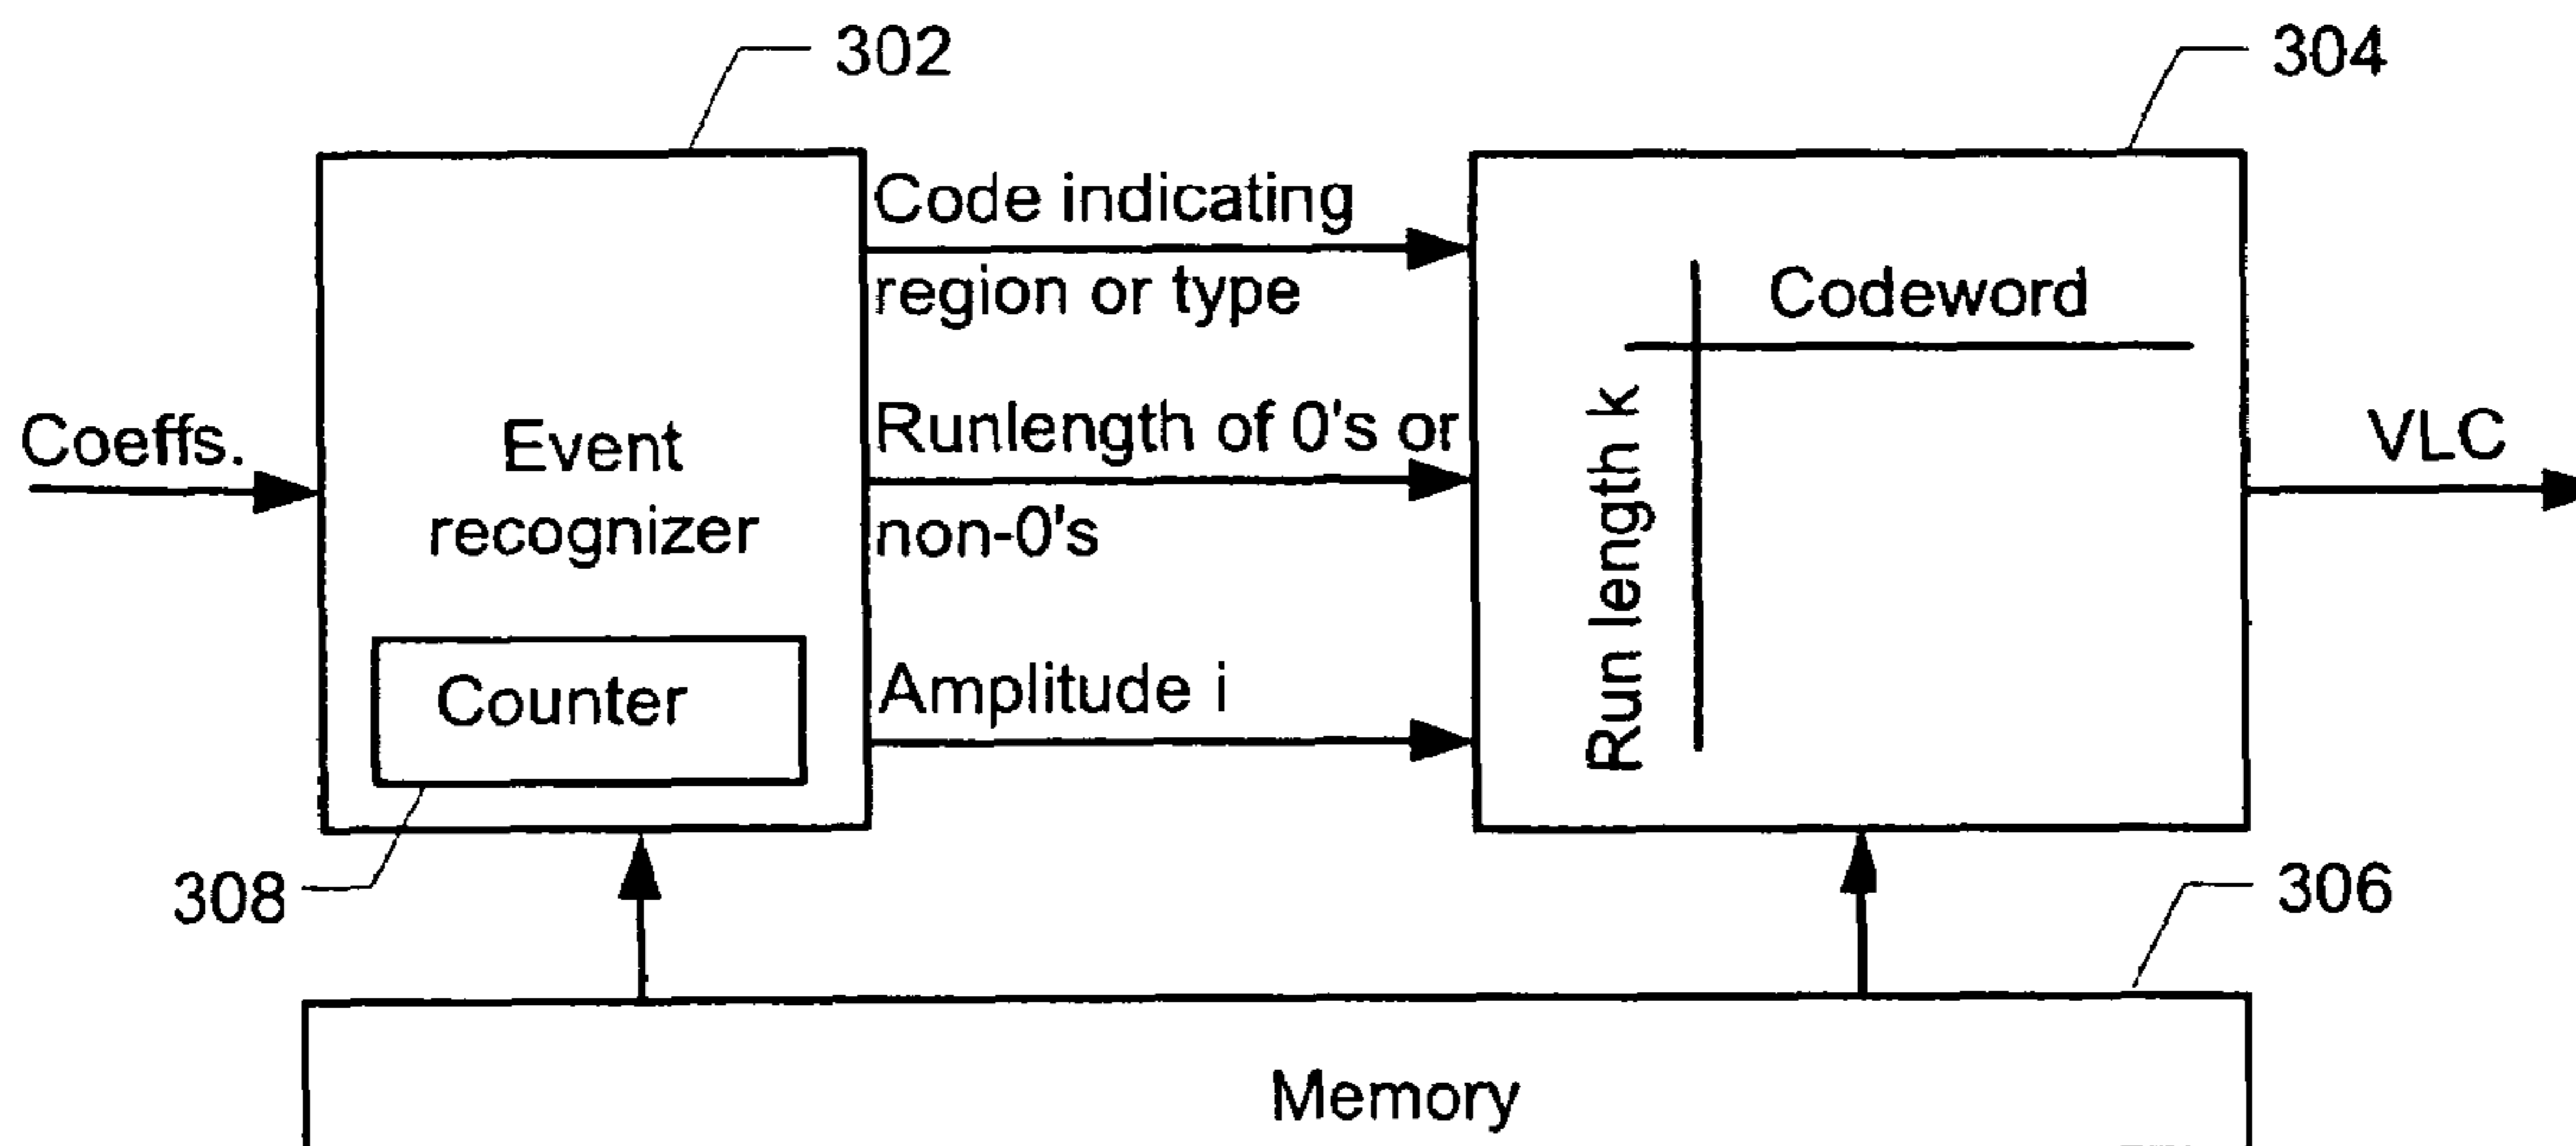 302
304
Code indicating
region or type
Codeword
Coeffs.
Event
recognizer
Runlength of 0's or
non-0's
Run length k
VLC
Counter
Amplitude i
308
306
Memory